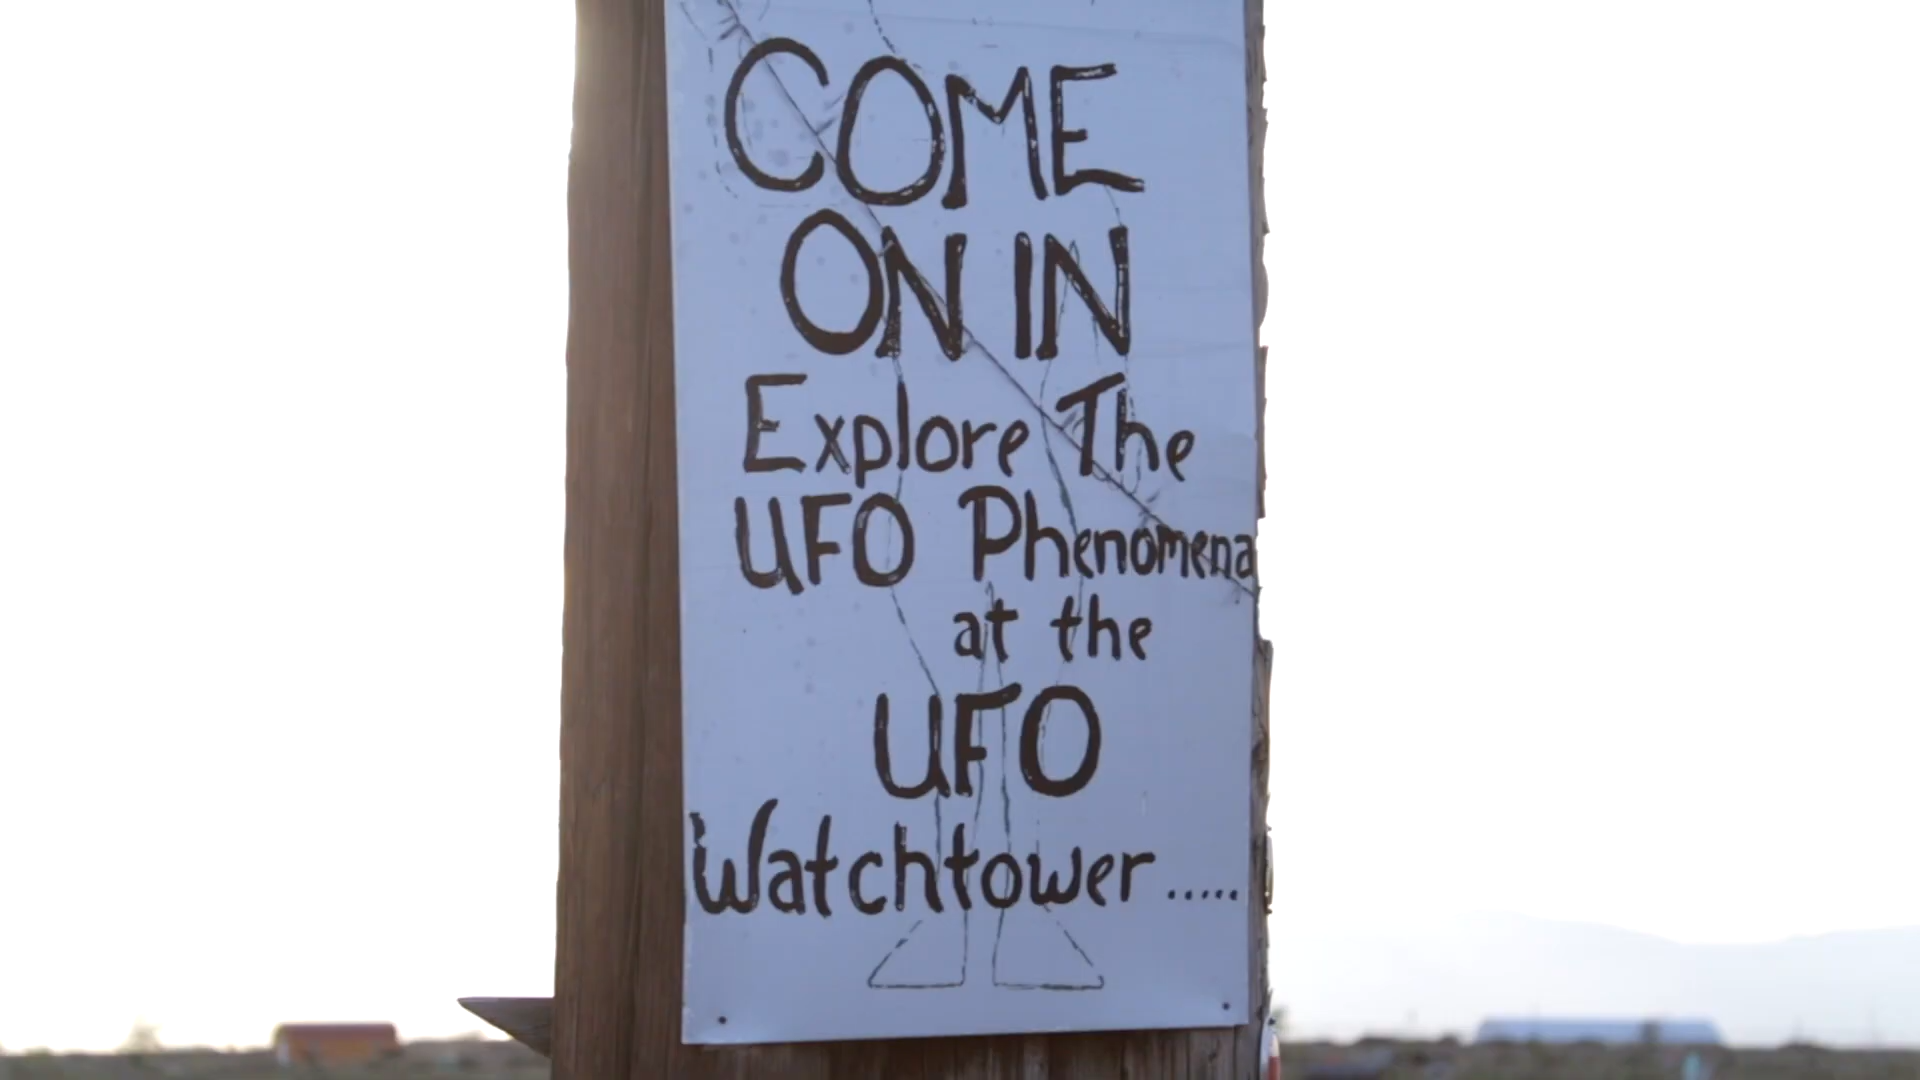 COME
ON IN
Explore The
UFO Phenomena
at the
UFO
Watchtower.....